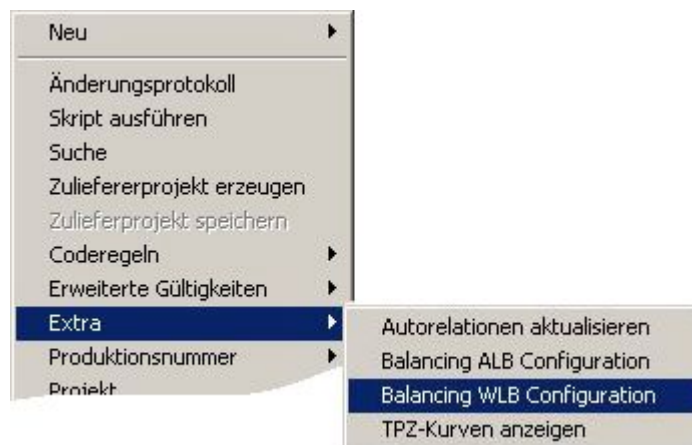 Neu
Änderungsprotokoll
Skript ausführen
Suche
Zuliefererprojekt erzeugen
Zulieferprojekt speichern
Coderegeln
Erweiterte Gültigkeiten
Extra
Produktionsnummer
Projekt
Autorelationen aktualisieren
Balancing ALB Configuration
Balancing WLB Configuration
TPZ-Kurven anzeigen